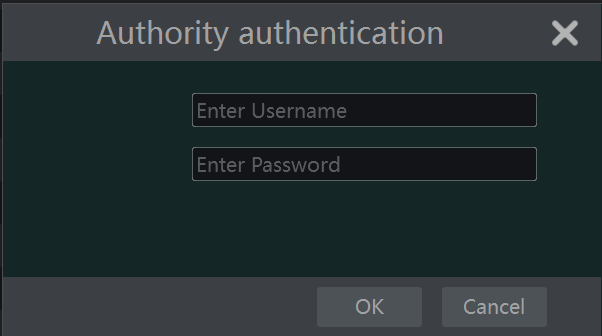 Authority authentication
Enter Username
Enter Password
OK
Cancel